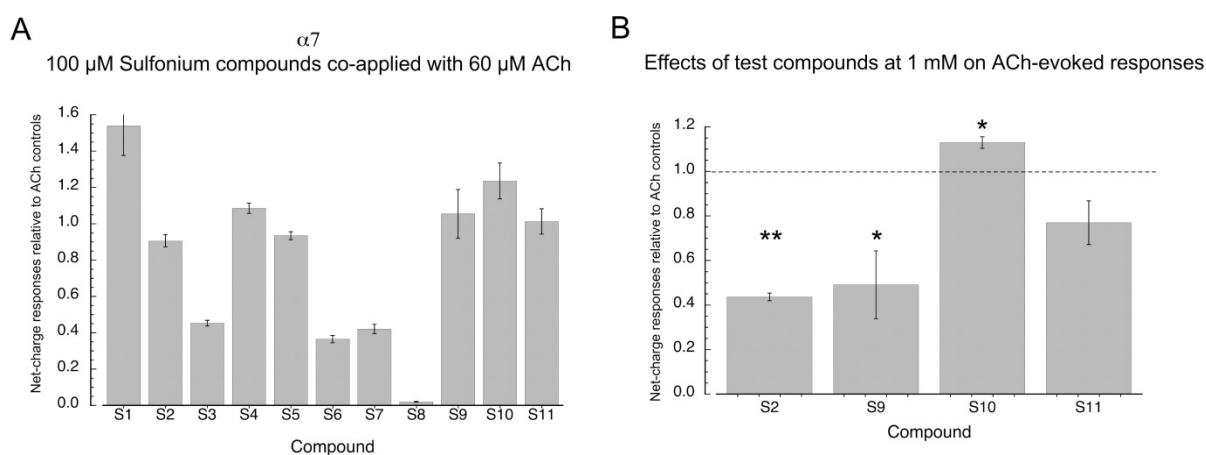 A
α7
100 μM Sulfonium compounds co-applied with 60 μM ACh
Net-charge responses relative to ACh controls
1.6
1.4
1.2
1.0
0.8
0.6
0.4
0.2
0.0
S1 S2 S3 S4 S5 S6 S7 S8 S9 S10 S11
Compound
B
Effects of test compounds at 1 mM on ACh-evoked responses
Net-charge responses relative to ACh controls
1.2
1.0
0.8
0.6
0.4
0.2
0.0
** * *
S2 S9 S10 S11
Compound